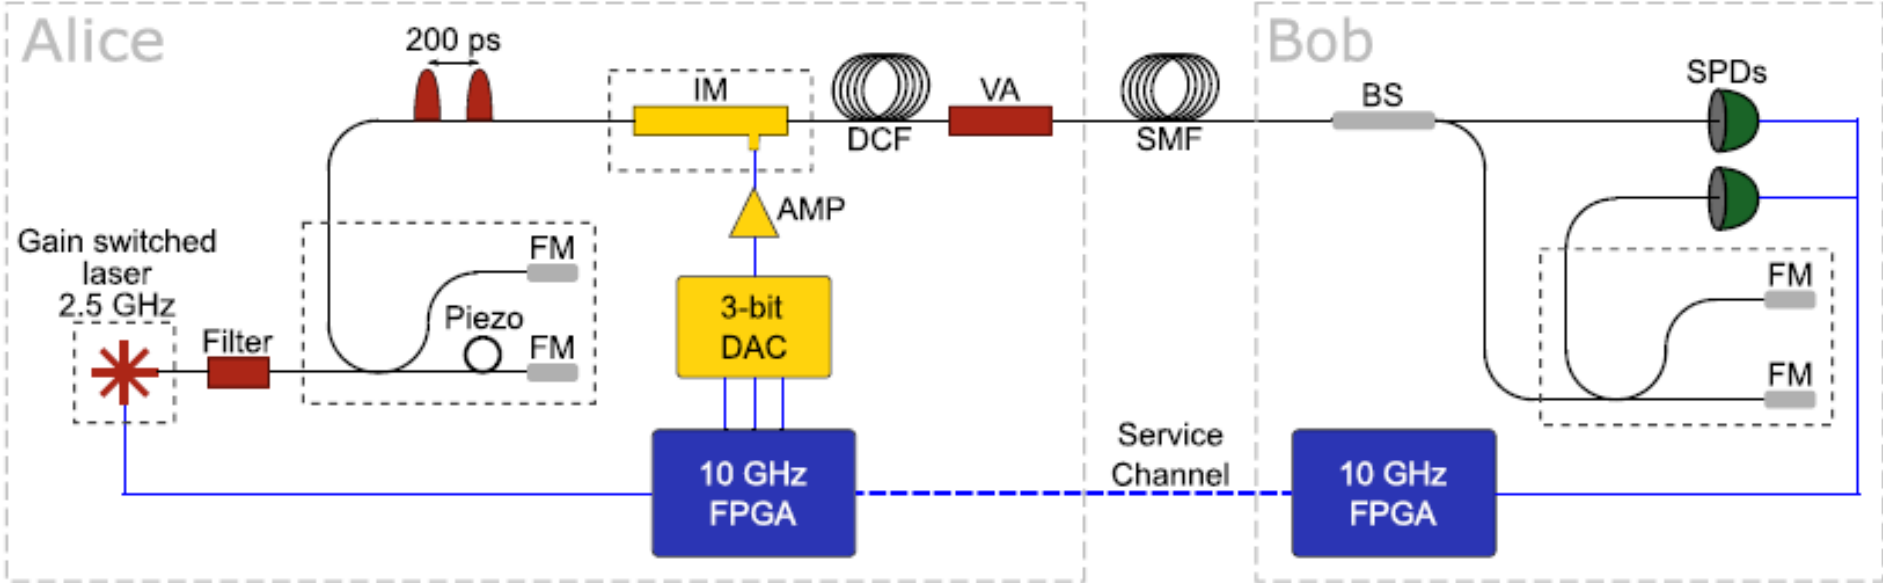 Alice
200 ps
IM
DCF
VA
SMF
AMP
Gain switched
laser
2.5 GHz
Filter
FM
Piezo
FM
3-bit
DAC
10 GHz
FPGA
Service
Channel
Bob
BS
SPDs
FM
FM
10 GHz
FPGA